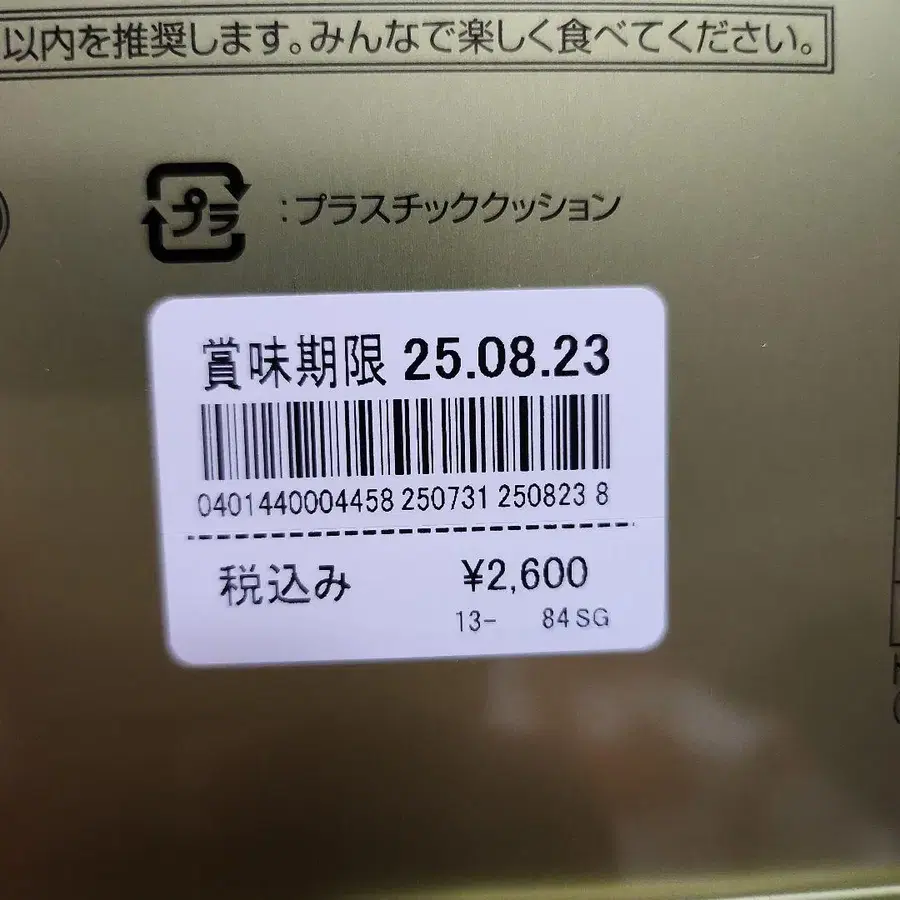 以内を推奨します。みんなで楽しく食べてください。
プラ :プラスチッククッション
賞味期限 25.08.23
0401440004458 250731 250823 8
税込み ¥2,600
13- 84SG